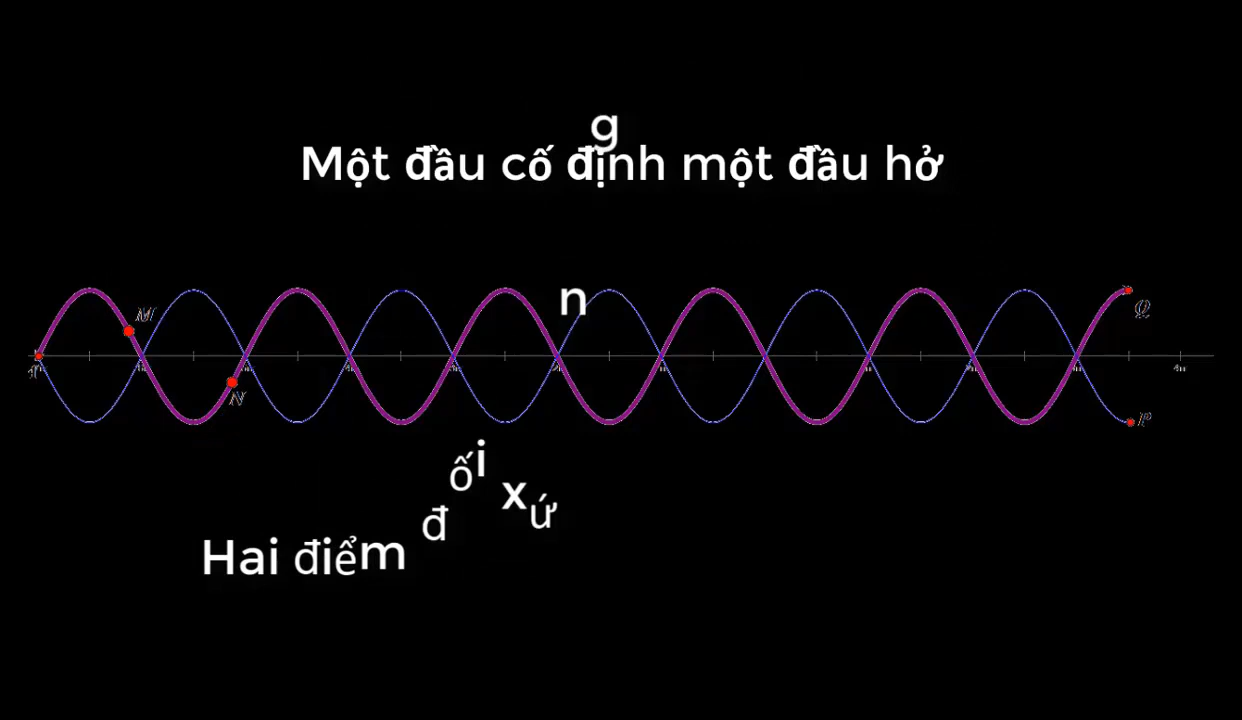 Một đầu cố định một đầu hở
M
Q
N
P
Hai điểm đối xứng